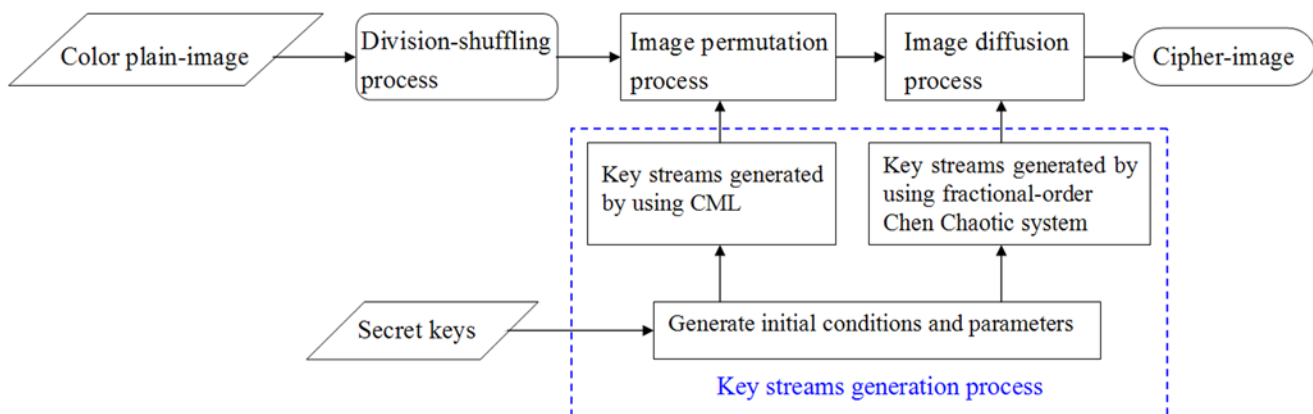 Color plain-image
Division-shuffling
process
Image permutation
process
Image diffusion
process
Cipher-image
Key streams generated
by using CML
Key streams generated by
using fractional-order
Chen Chaotic system
Secret keys
Generate initial conditions and parameters
Key streams generation process